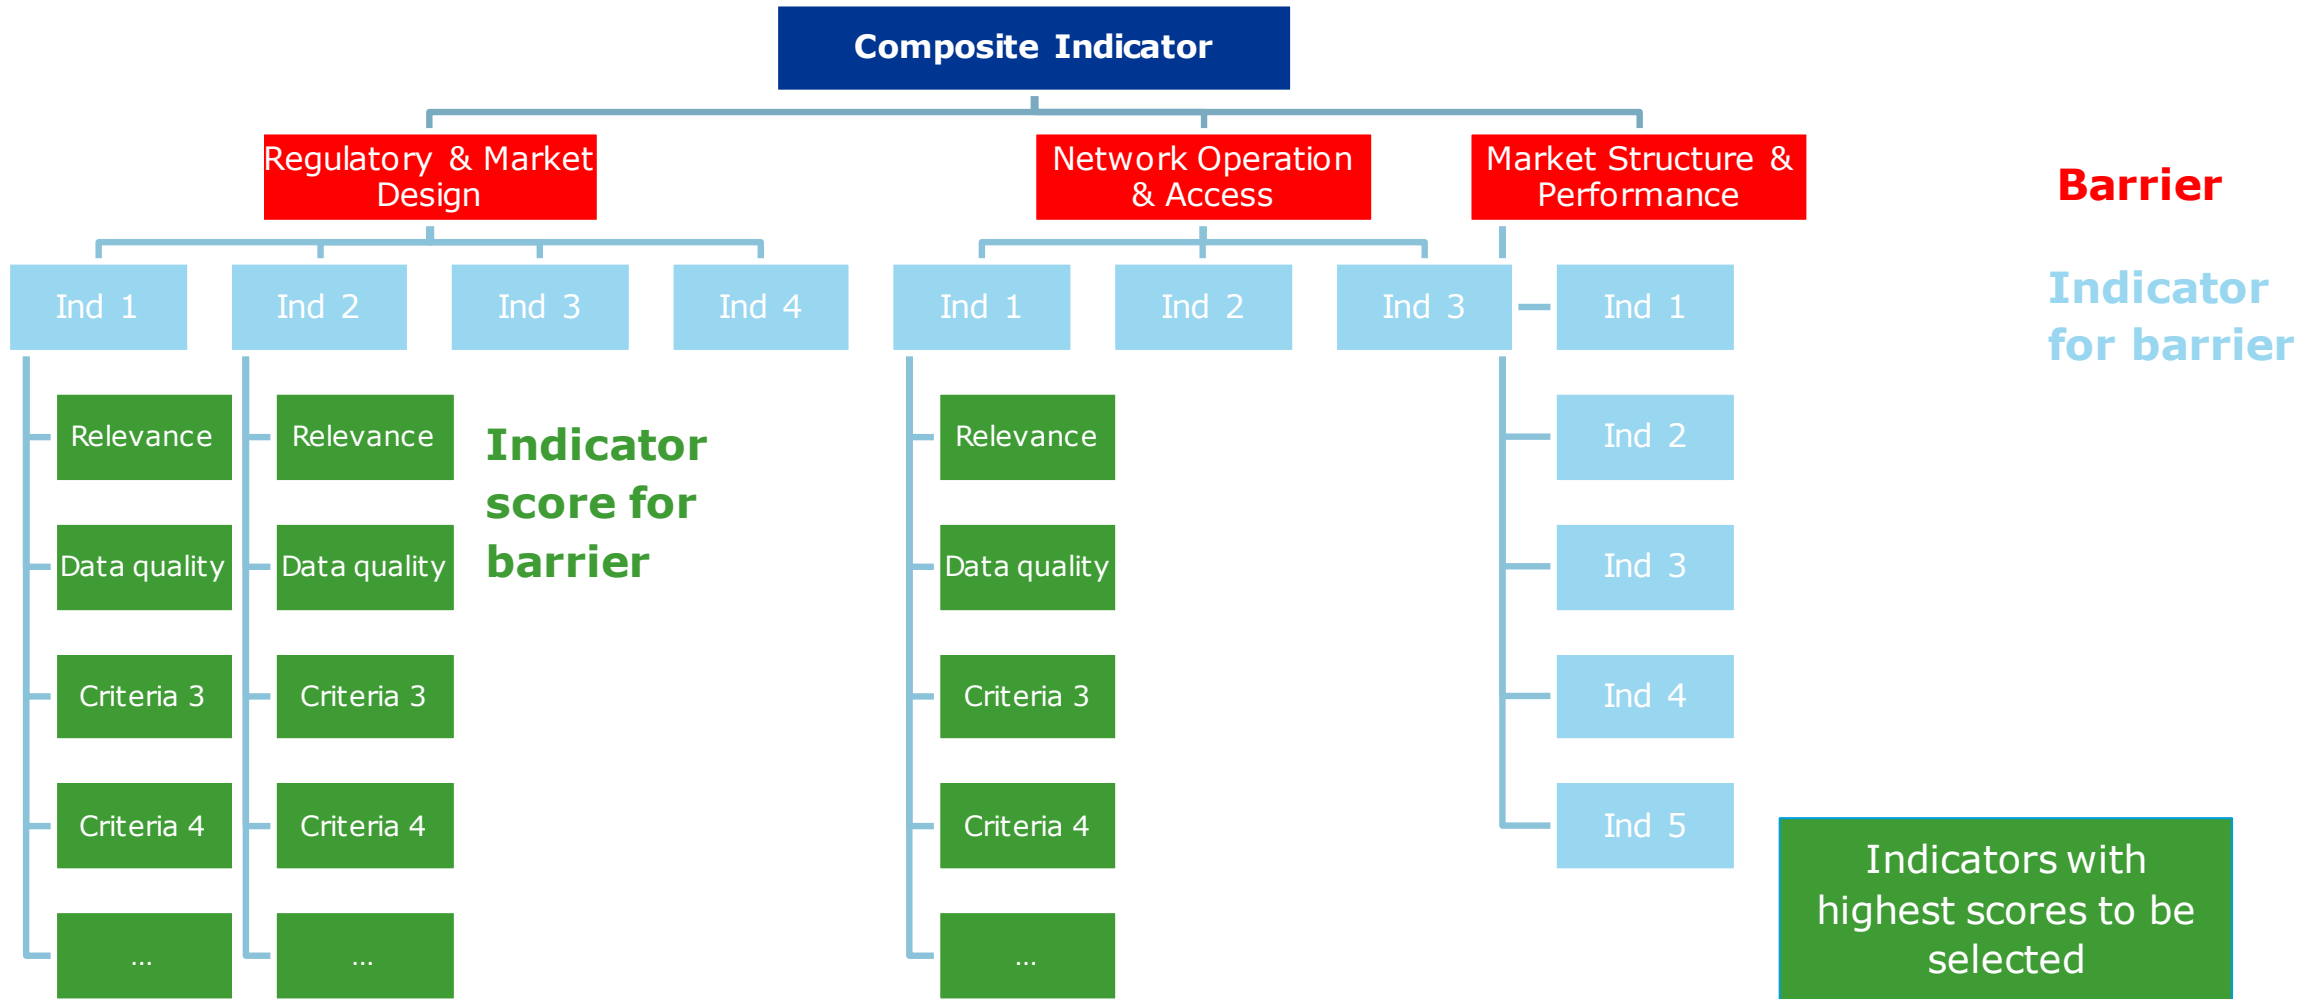 Composite Indicator
Regulatory & Market
Design
Network Operation
& Access
Market Structure &
Performance
Barrier
Ind 1
Ind 2
Ind 3
Ind 4
Ind 1
Ind 2
Ind 3
Ind 1
Indicator
for barrier
Relevance
Relevance
Indicator
score for
barrier
Relevance
Ind 2
Data quality
Data quality
Data quality
Ind 3
Criteria 3
Criteria 3
Criteria 3
Ind 4
Criteria 4
Criteria 4
Criteria 4
Ind 5
...
...
...
Indicators with
highest scores to be
selected